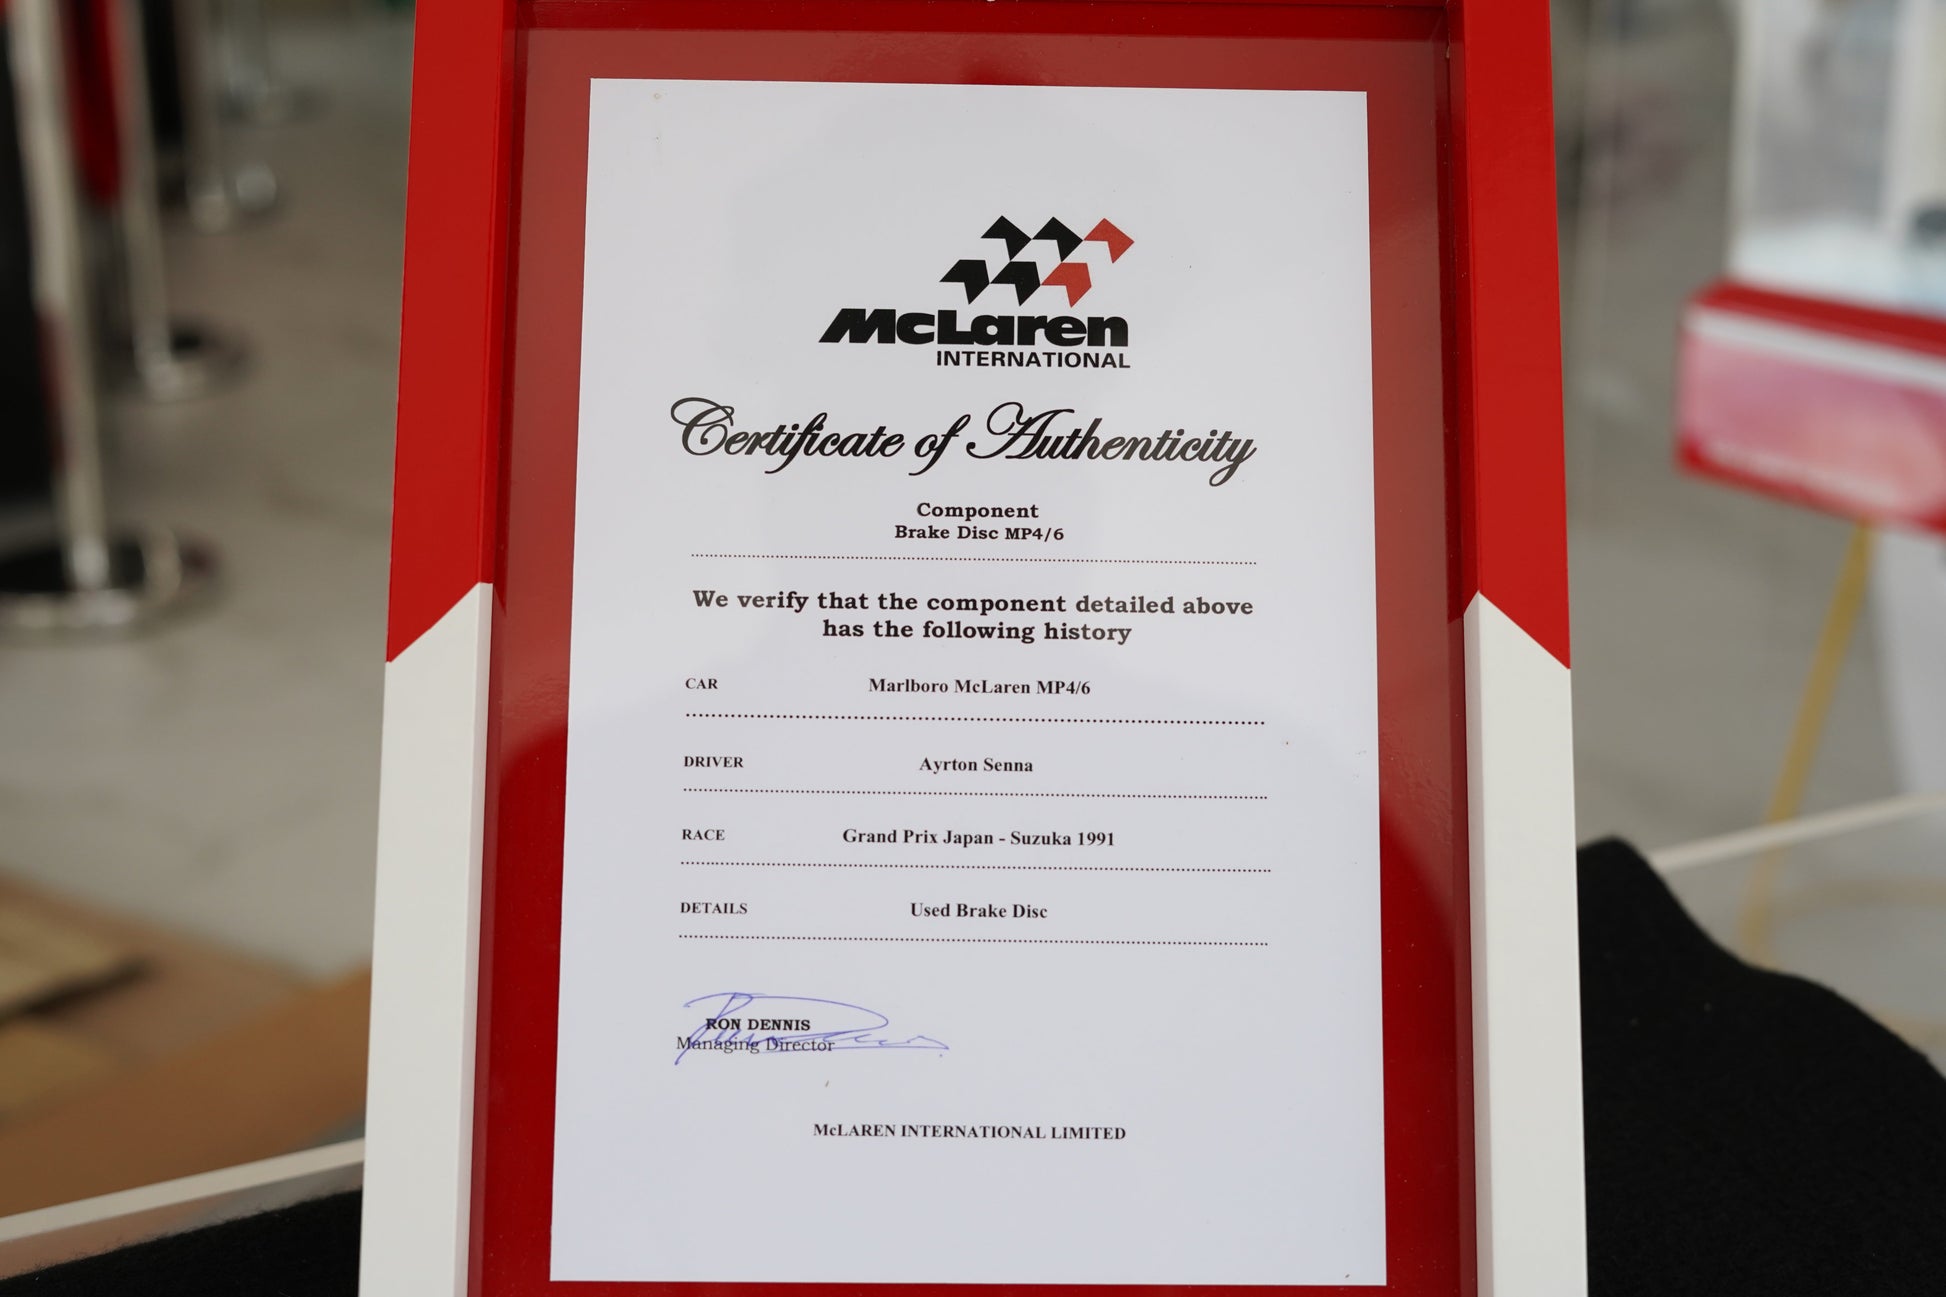 McLaren
INTERNATIONAL
Certificate of Authenticity
Component
Brake Disc MP4/6
We verify that the component detailed above
has the following history
CAR Marlboro McLaren MP4/6
DRIVER Ayrton Senna
RACE Grand Prix Japan - Suzuka 1991
DETAILS Used Brake Disc
RON DENNIS
Managing Director
McLAREN INTERNATIONAL LIMITED